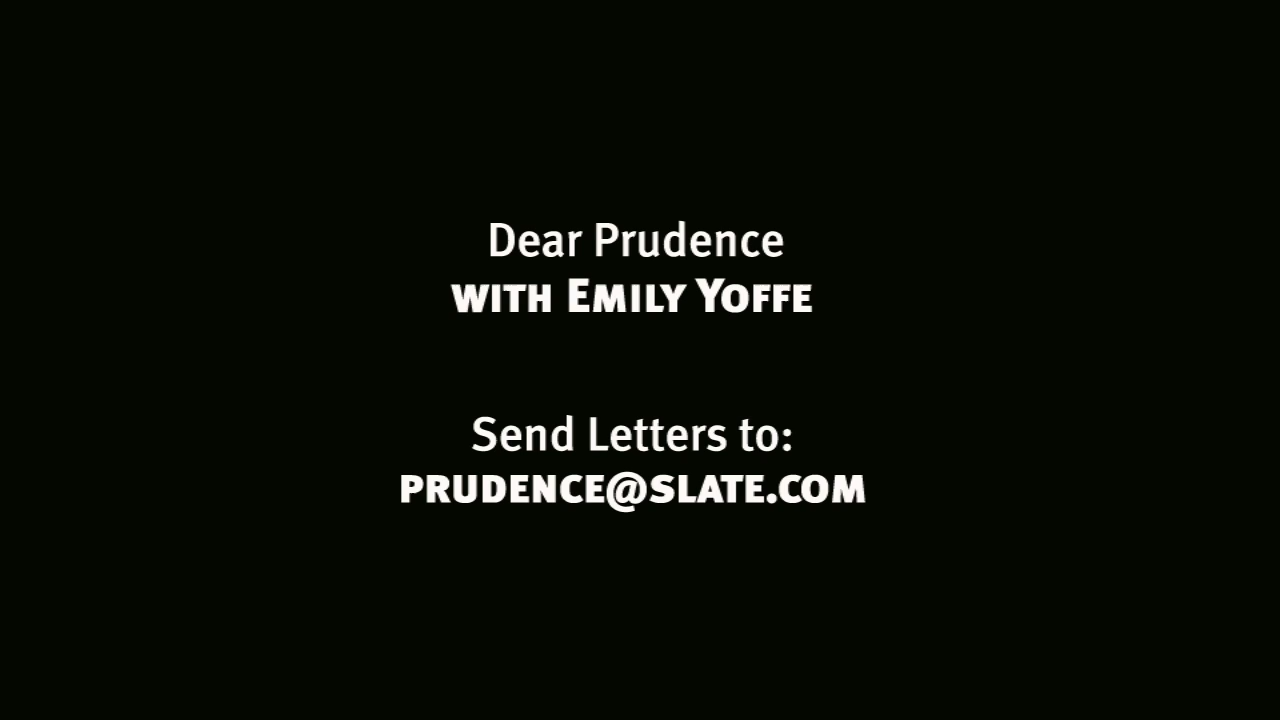 Dear Prudence
with Emily Yoffe
Send Letters to:
prudence@slate.com